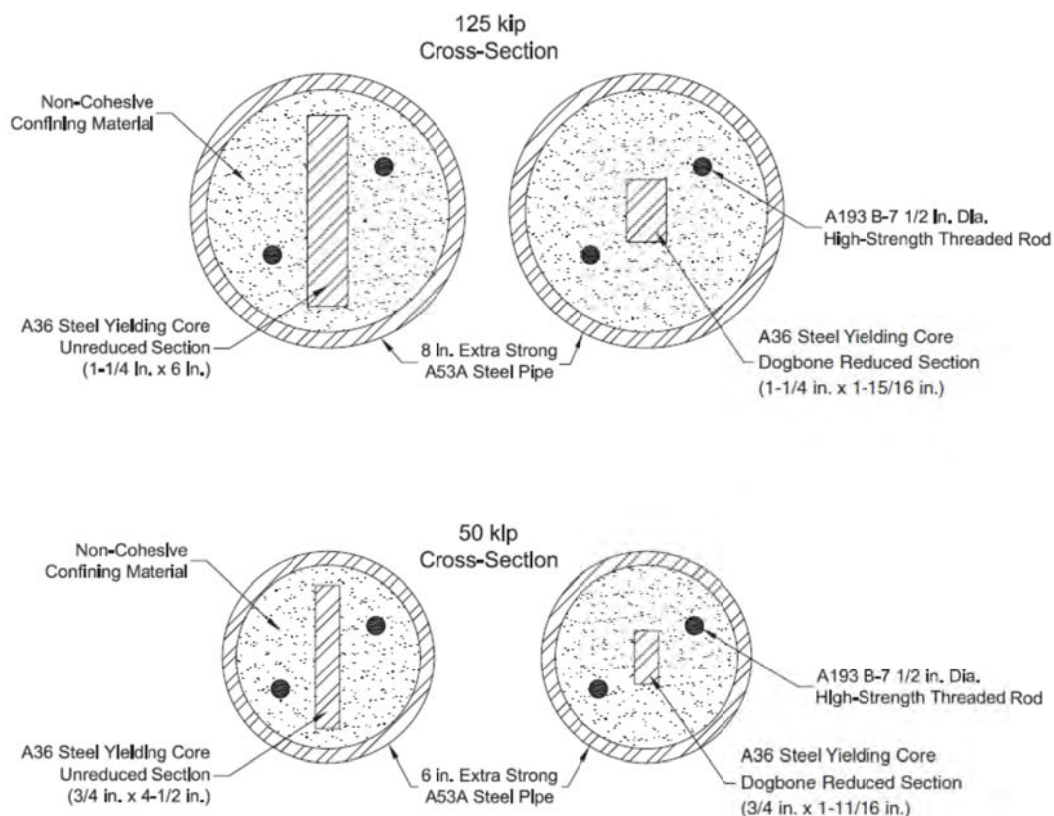 125 kip
Cross-Section
Non-Cohesive
Confining Material
A193 B-7 1/2 in. Dia.
High-Strength Threaded Rod
A36 Steel Yielding Core
Unreduced Section
(1-1/4 in. x 6 in.)
8 in. Extra Strong
A53A Steel Pipe
A36 Steel Yielding Core
Dogbone Reduced Section
(1-1/4 in. x 1-15/16 in.)
50 kip
Cross-Section
Non-Cohesive
Confining Material
A193 B-7 1/2 in. Dia.
High-Strength Threaded Rod
A36 Steel Yielding Core
Unreduced Section
(3/4 in. x 4-1/2 in.)
6 in. Extra Strong
A53A Steel Pipe
A36 Steel Yielding Core
Dogbone Reduced Section
(3/4 in. x 1-11/16 in.)